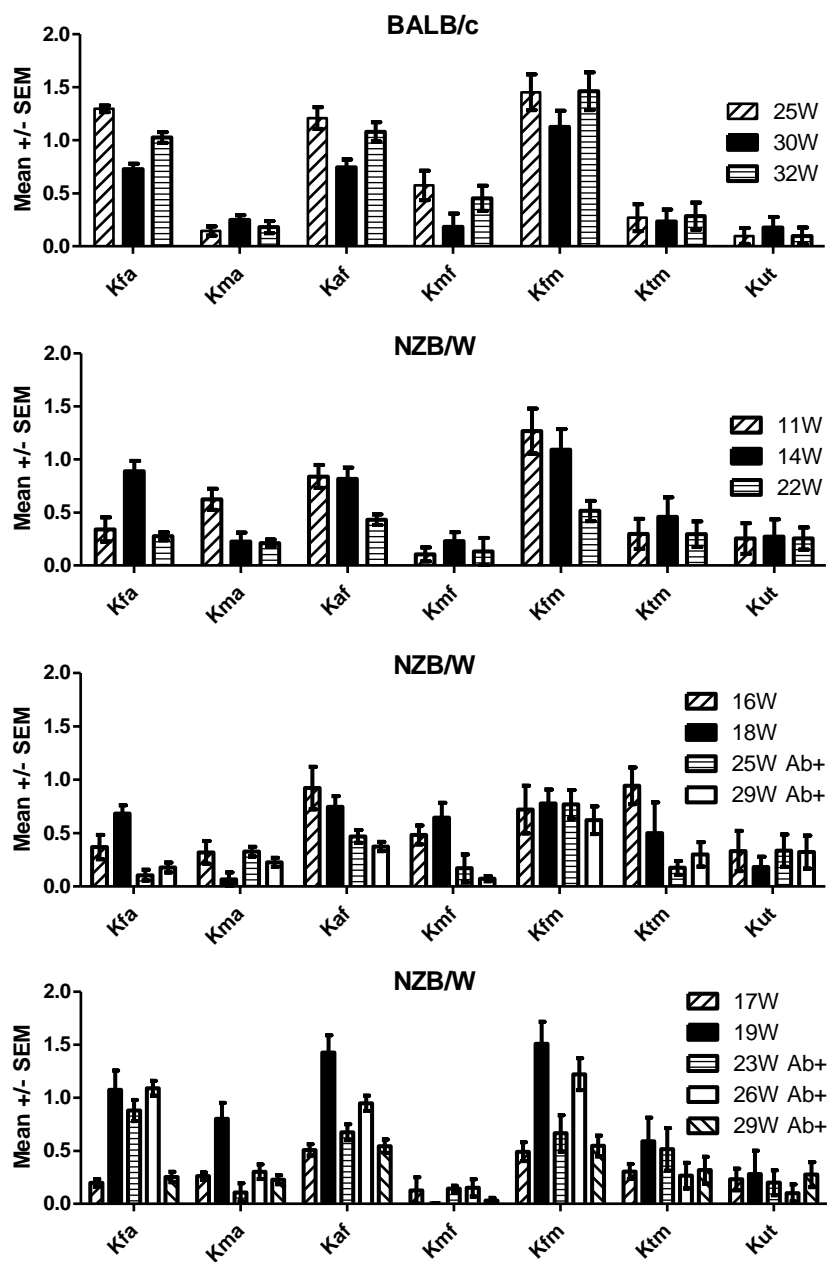 BALB/c
Mean +/- SEM
2.0
1.5
1.0
0.5
0.0
25W
30W
32W
Kfa Kma Kaf Kmf Kfm Ktm Kut
NZB/W
Mean +/- SEM
2.0
1.5
1.0
0.5
0.0
11W
14W
22W
Kfa Kma Kaf Kmf Kfm Ktm Kut
NZB/W
Mean +/- SEM
2.0
1.5
1.0
0.5
0.0
16W
18W
25W Ab+
29W Ab+
Kfa Kma Kaf Kmf Kfm Ktm Kut
NZB/W
Mean +/- SEM
2.0
1.5
1.0
0.5
0.0
17W
19W
23W Ab+
26W Ab+
29W Ab+
Kfa Kma Kaf Kmf Kfm Ktm Kut